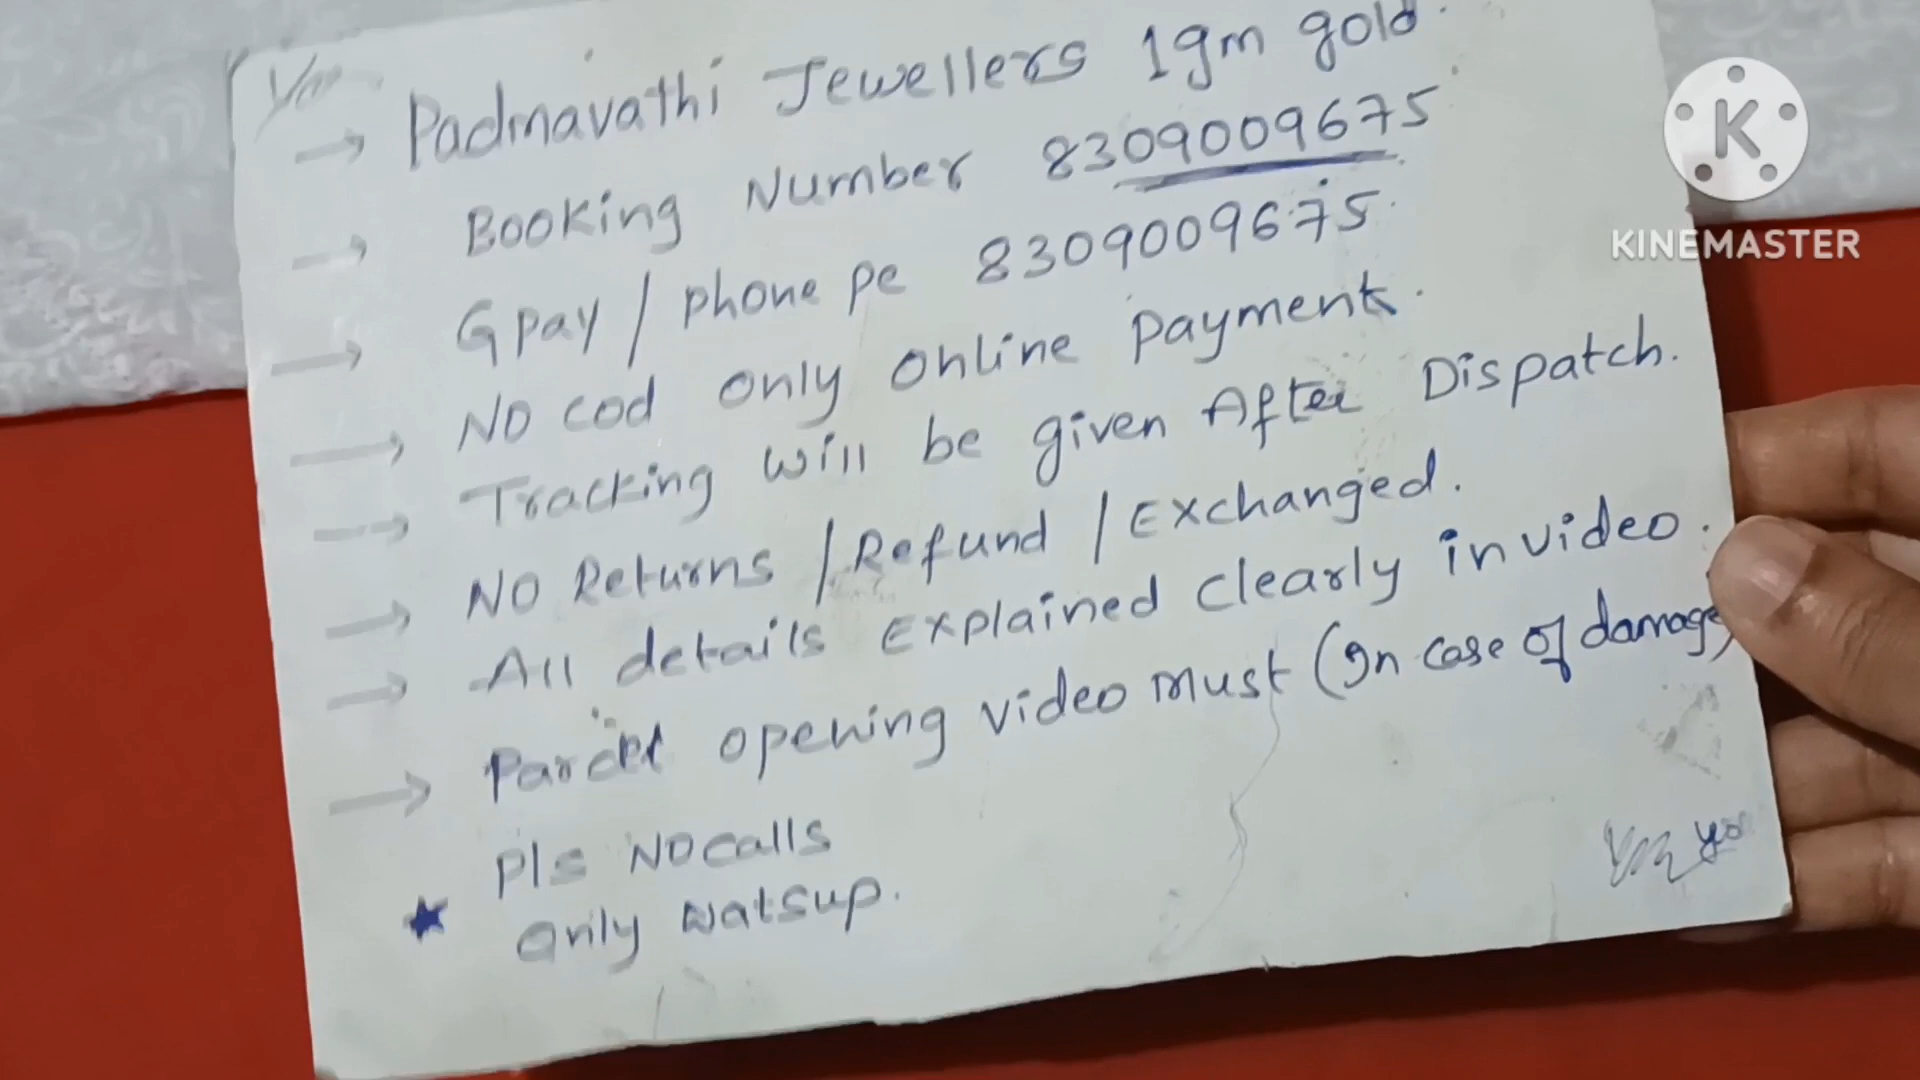 Padmavathi Jewellers 1gm gold.
Booking Number 8309009675
Gpay / phone pe 8309009675.
NO cod only online payment.
Tracking will be given After Dispatch.
NO Returns / Refund / Exchanged.
All details Explained clearly in video.
Parcel opening video must (In case of damage)
Pls NO calls
only watsup.
K
KINEMASTER